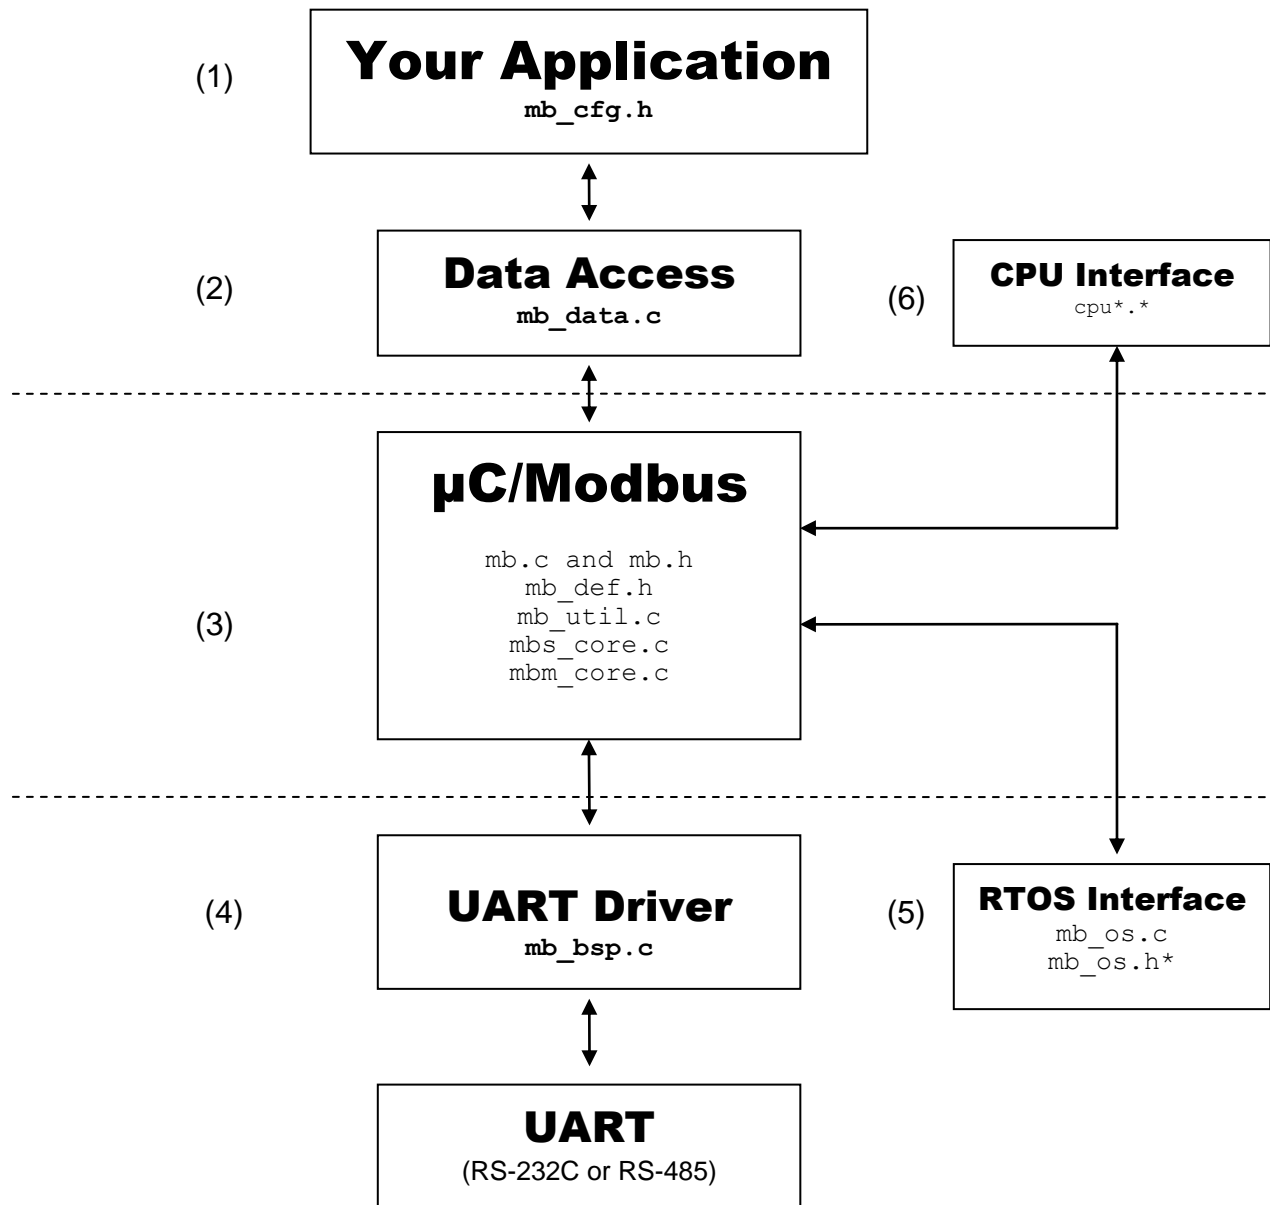 (1)
Your Application
mb_cfg.h
(2)
Data Access
mb_data.c
(6)
CPU Interface
cpu*.*
(3)
µC/Modbus
mb.c and mb.h
mb_def.h
mb_util.c
mbs_core.c
mbm_core.c
(4)
UART Driver
mb_bsp.c
(5)
RTOS Interface
mb_os.c
mb_os.h*
UART
(RS-232C or RS-485)